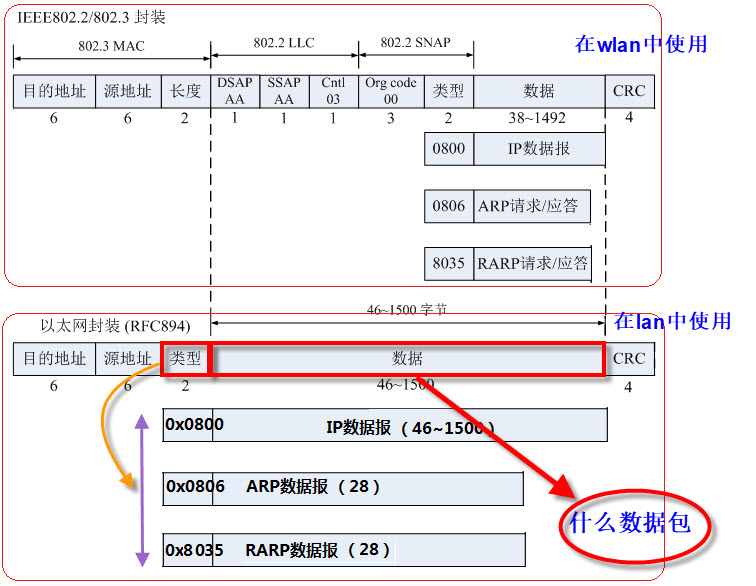 IEEE802.2/802.3 封装
802.3 MAC 802.2 LLC 802.2 SNAP 在wlan中使用
目的地址 源地址 长度 DSAP AA SSAP AA Cntl 03 Org code 00 类型 数据 CRC
6 6 2 1 1 1 3 2 38~1492 4
0800 IP数据报
0806 ARP请求/应答
8035 RARP请求/应答
46~1500 字节
以太网封装 (RFC894) 在lan中使用
目的地址 源地址 类型 数据 CRC
6 6 2 46~1500 4
0x0800 IP数据报（46~1500）
0x0806 ARP数据报（28）
什么数据包
0x8035 RARP数据报（28）